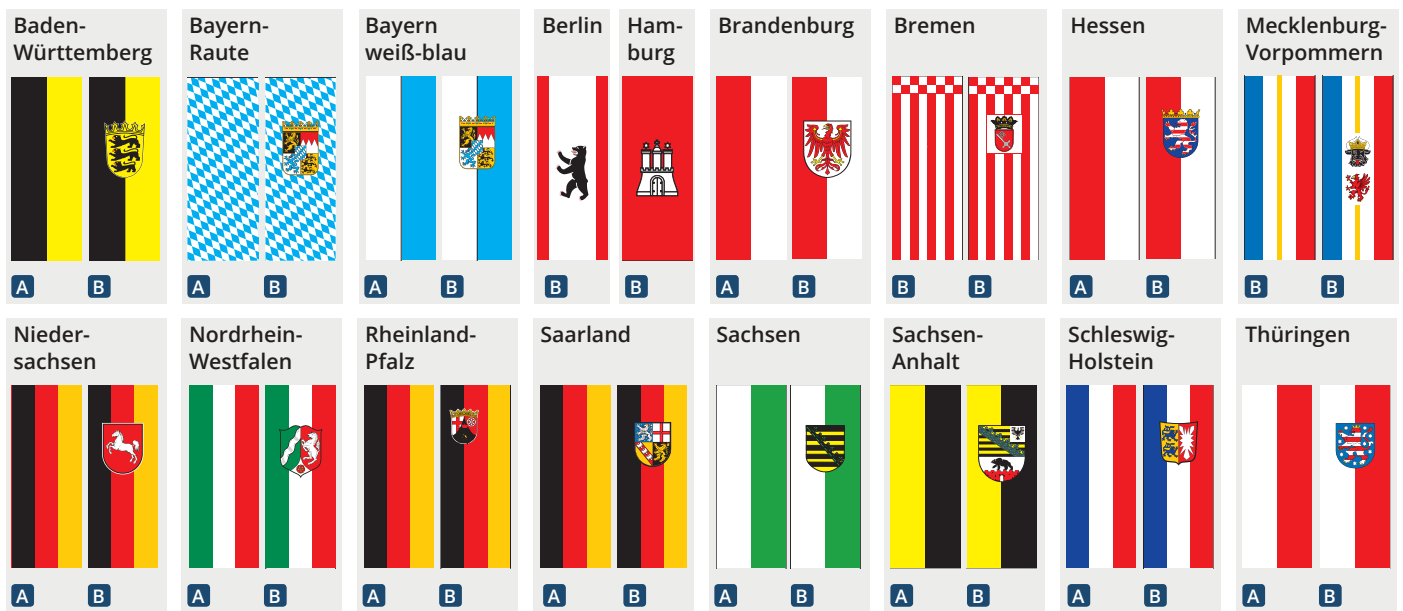 Baden-
Württemberg
A B
Bayern-
Raute
A B
Bayern
weiß-blau
A B
Berlin
B
Ham-
burg
B
Brandenburg
A B
Bremen
B B
Hessen
A B
Mecklenburg-
Vorpommern
B B
Nieder-
sachsen
A B
Nordrhein-
Westfalen
A B
Rheinland-
Pfalz
A B
Saarland
A B
Sachsen
A B
Sachsen-
Anhalt
A B
Schleswig-
Holstein
A B
Thüringen
A B